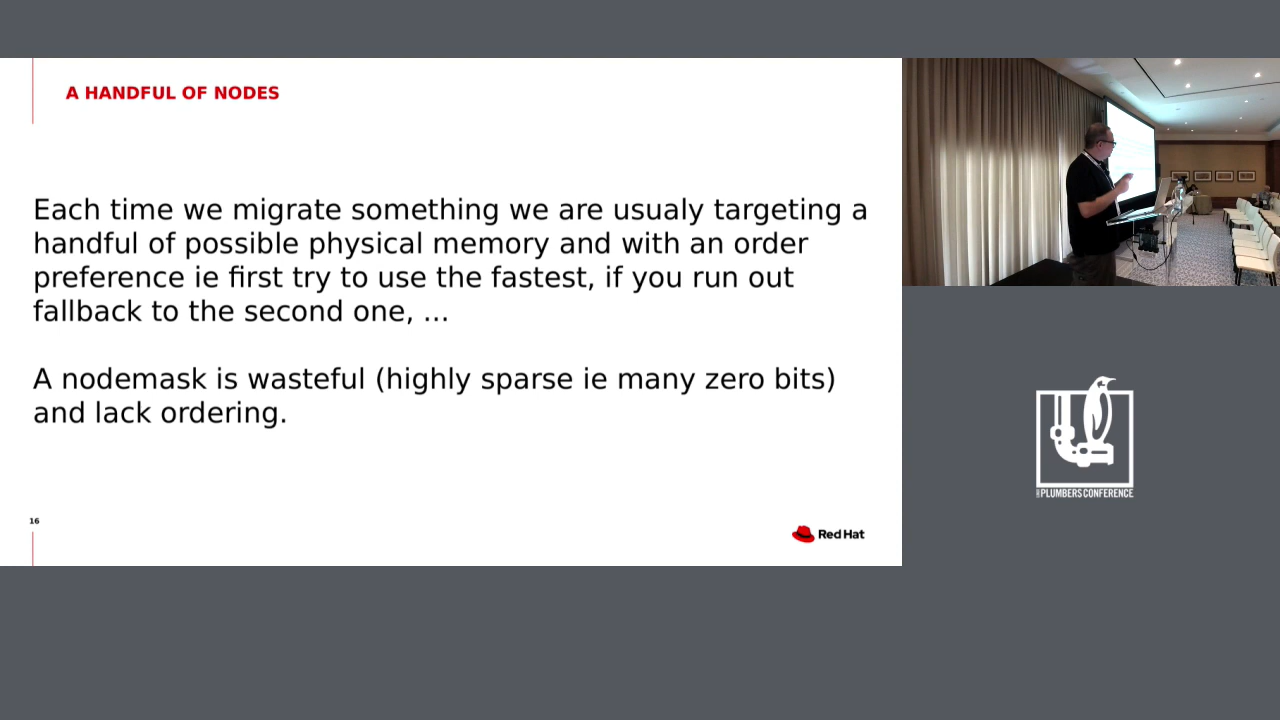 A HANDFUL OF NODES
Each time we migrate something we are usualy targeting a
handful of possible physical memory and with an order
preference ie first try to use the fastest, if you run out
fallback to the second one, ...
A nodemask is wasteful (highly sparse ie many zero bits)
and lack ordering.
16
Red Hat
PLUMBERS CONFERENCE